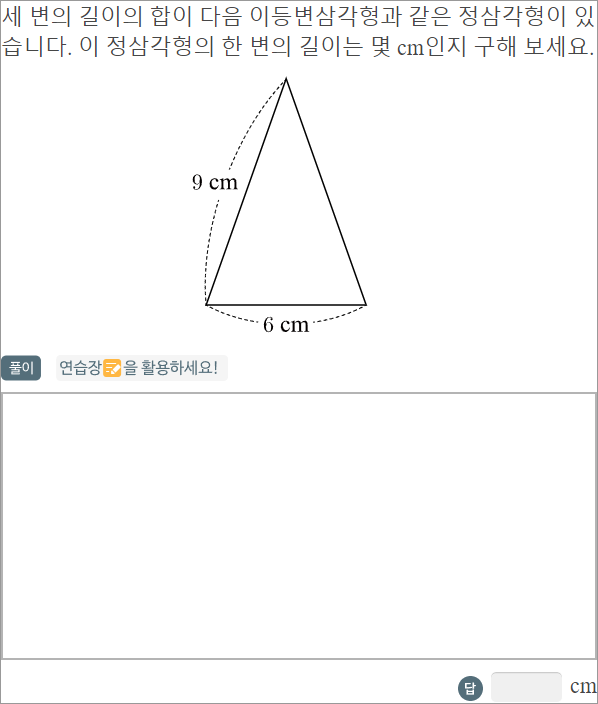 세 변의 길이의 합이 다음 이등변삼각형과 같은 정삼각형이 있
습니다. 이 정삼각형의 한 변의 길이는 몇 cm인지 구해 보세요.
9 cm
6 cm
풀이 연습장을 활용하세요!
답 cm